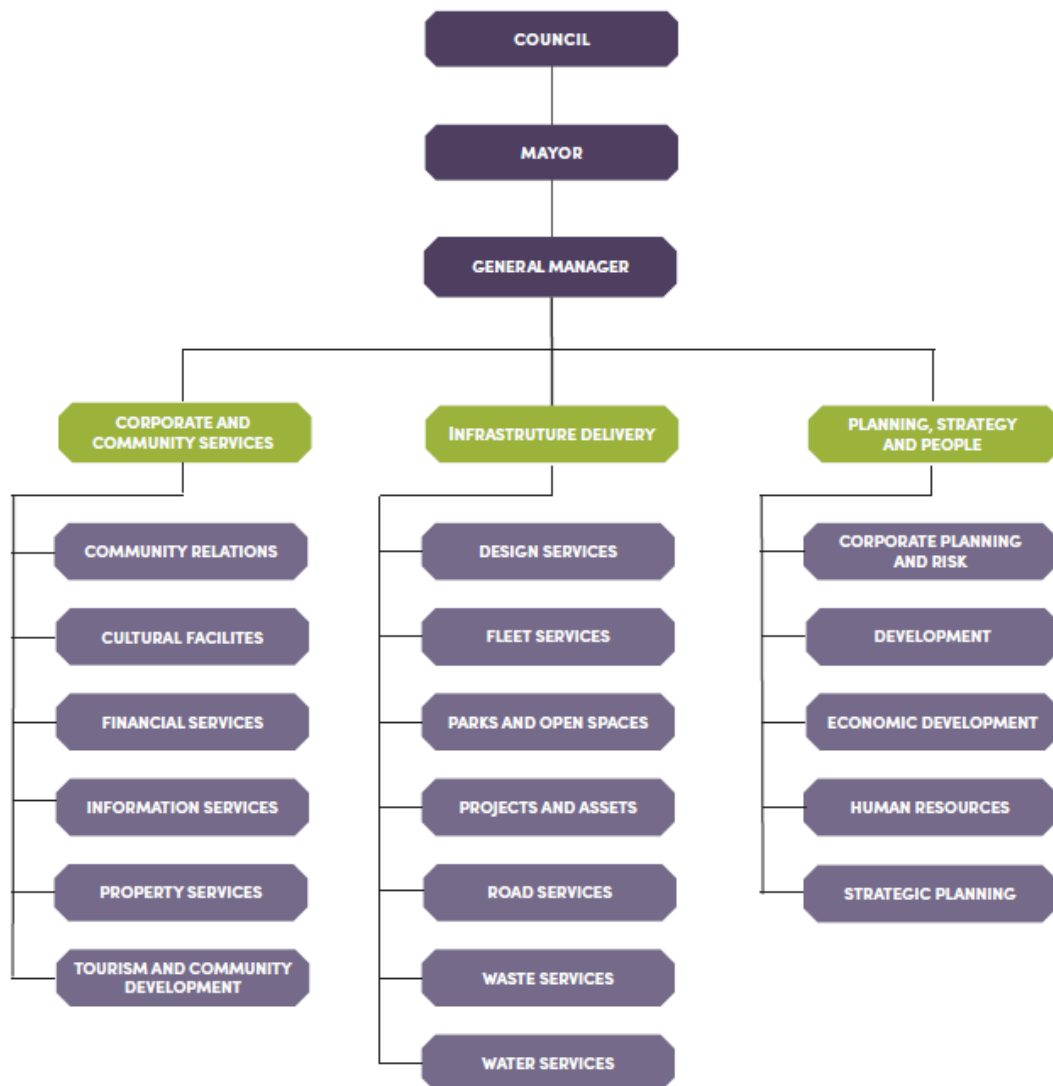 COUNCIL
MAYOR
GENERAL MANAGER
CORPORATE AND
COMMUNITY SERVICES
INFRASTRUTURE DELIVERY
PLANNING, STRATEGY
AND PEOPLE
COMMUNITY RELATIONS
CULTURAL FACILITES
FINANCIAL SERVICES
INFORMATION SERVICES
PROPERTY SERVICES
TOURISM AND COMMUNITY
DEVELOPMENT
DESIGN SERVICES
FLEET SERVICES
PARKS AND OPEN SPACES
PROJECTS AND ASSETS
ROAD SERVICES
WASTE SERVICES
WATER SERVICES
CORPORATE PLANNING
AND RISK
DEVELOPMENT
ECONOMIC DEVELOPMENT
HUMAN RESOURCES
STRATEGIC PLANNING